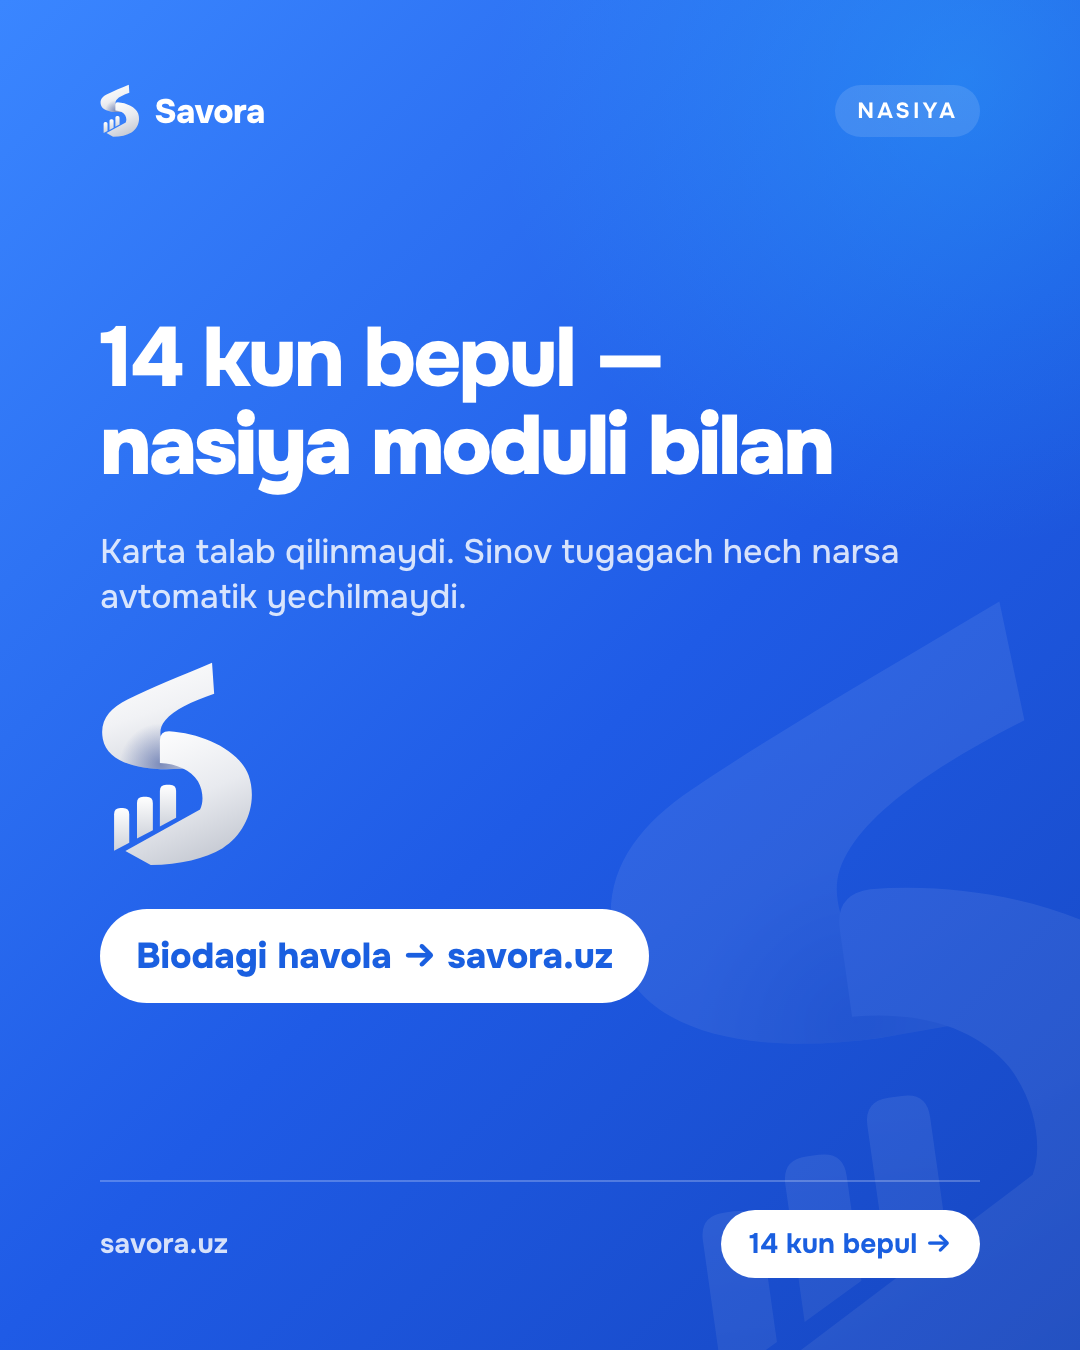 Savora
NASIYA
14 kun bepul —
nasiya moduli bilan
Karta talab qilinmaydi. Sinov tugagach hech narsa
avtomatik yechilmaydi.
Biodagi havola → savora.uz
savora.uz
14 kun bepul →